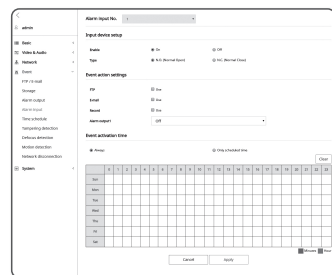 admin
Basic
Video & Audio
Network
Event
FTP / E-mail
Storage
Alarm output
Alarm input
Time schedule
Tampering detection
Defocus detection
Motion detection
Network disconnection
System
Alarm input No. 1
Input device setup
Enable On Off
Type N.O. (Normal Open) N.C. (Normal Close)
Event action settings
FTP Use
E-mail Use
Record Use
Alarm output1 Off
Event activation time
Always Only scheduled time
Clear
0 1 2 3 4 5 6 7 8 9 10 11 12 13 14 15 16 17 18 19 20 21 22 23
Sun
Mon
Tue
Wed
Thu
Fri
Sat
Minutes Hour
Cancel Apply